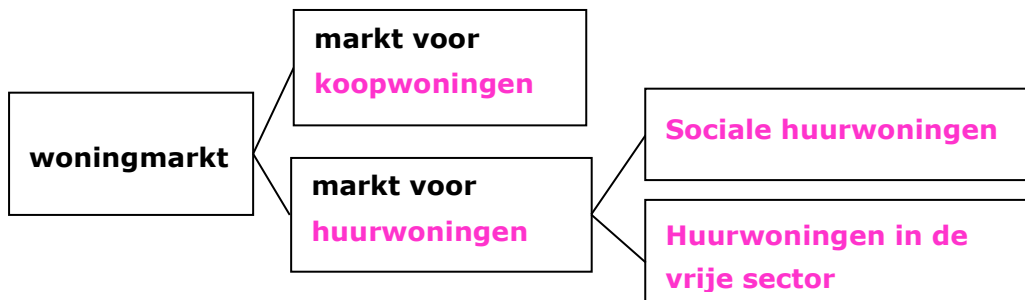 woningmarkt
markt voor
koopwoningen
markt voor
huurwoningen
Sociale huurwoningen
Huurwoningen in de
vrije sector